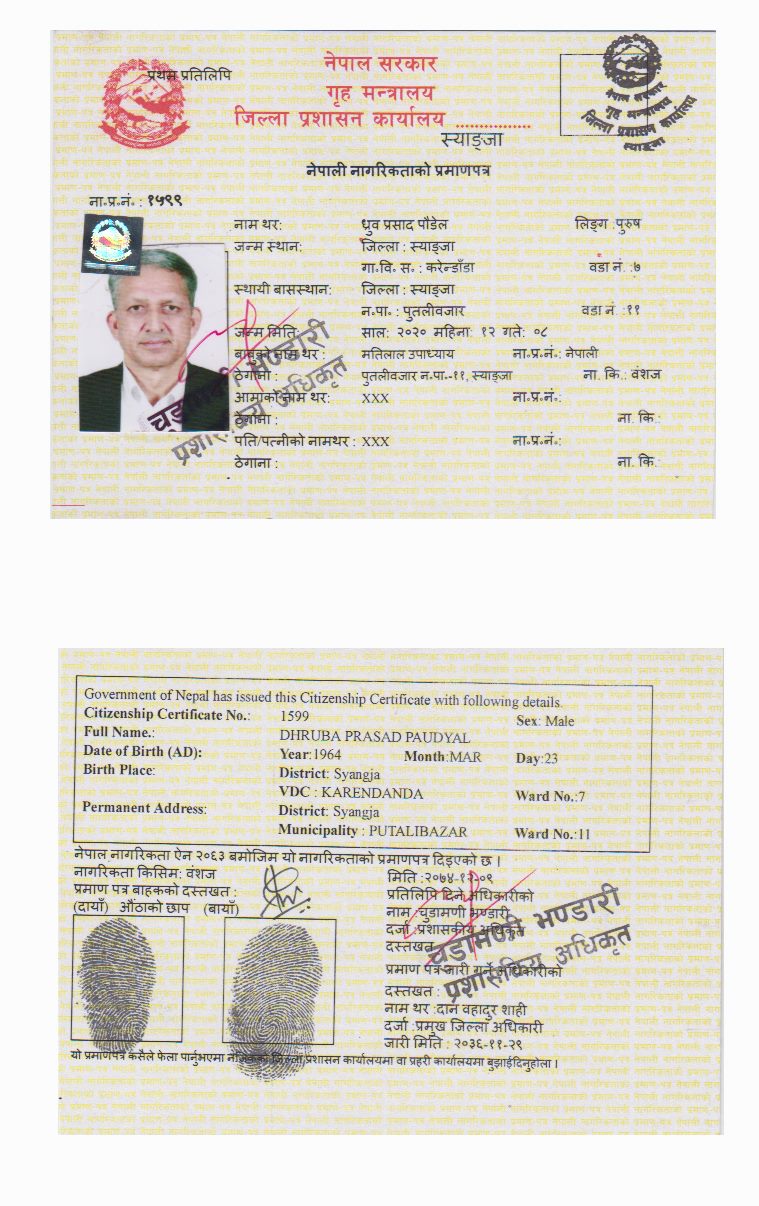 प्रथम प्रतिलिपि
नेपाल सरकार
गृह मन्त्रालय
जिल्ला प्रशासन कार्यालय ................
स्याङ्जा
नेपाल सरकार
गृह मन्त्रालय
जिल्ला प्रशासन कार्यालय
स्याङ्जा
नेपाली नागरिकताको प्रमाणपत्र
ना॰प्र॰नं॰ : १५९९
नाम थर: ध्रुव प्रसाद पौडेल लिङ्ग :पुरुष
जन्म स्थान: जिल्ला : स्याङ्जा
गा॰वि॰ स॰ : करेन्डाँडा वडा नं. :७
स्थायी बासस्थान: जिल्ला : स्याङ्जा
न॰पा॰ : पुतलीवजार वडा नं :११
जन्म मिति: साल: २०२० महिना: १२ गते: ०८
बाबुको नाम थर : मतिलाल उपाध्याय ना॰प्र॰नं॰: नेपाली
ठेगाना : पुतलीवजार न॰पा॰-११, स्याङ्जा ना. कि.: वंशज
आमाको नाम थर: XXX ना॰प्र॰नं॰:
ठेगाना : ना. कि.:
पति/पत्नीको नामथर : XXX ना॰प्र॰नं॰:
ठेगाना : ना. कि.:
चुडामणी भण्डारी
प्रशासकिय अधिकृत
Government of Nepal has issued this Citizenship Certificate with following details.
Citizenship Certificate No.: 1599 Sex: Male
Full Name.: DHRUBA PRASAD PAUDYAL
Date of Birth (AD): Year:1964 Month:MAR Day:23
Birth Place: District: Syangja
VDC : KARENDANDA Ward No.:7
Permanent Address: District: Syangja
Municipality : PUTALIBAZAR Ward No.:11
नेपाल नागरिकता ऐन २०६३ बमोजिम यो नागरिकताको प्रमाणपत्र दिइएको छ ।
नागरिकता किसिम: वंशज मिति :२०७४-१२-०९
प्रमाण पत्र बाहकको दस्तखत : प्रतिलिपि दिने अधिकारीको
(दायाँ) औंठाको छाप (बायाँ) नाम :चुडामणी भण्डारी
दर्जा :प्रशासकीय अधिकृत
दस्तखत
चुडामणी भण्डारी
प्रशासकिय अधिकृत
प्रमाण पत्र जारी गर्ने अधिकारीको
दस्तखत :
नाम थर :दान वहादुर शाही
दर्जा :प्रमुख जिल्ला अधिकारी
जारी मिति : २०३६-११-२९
यो प्रमाणपत्र कसैले फेला पार्नुभएमा नजिकको जिल्ला प्रशासन कार्यालयमा वा प्रहरी कार्यालयमा बुझाईदिनुहोला ।